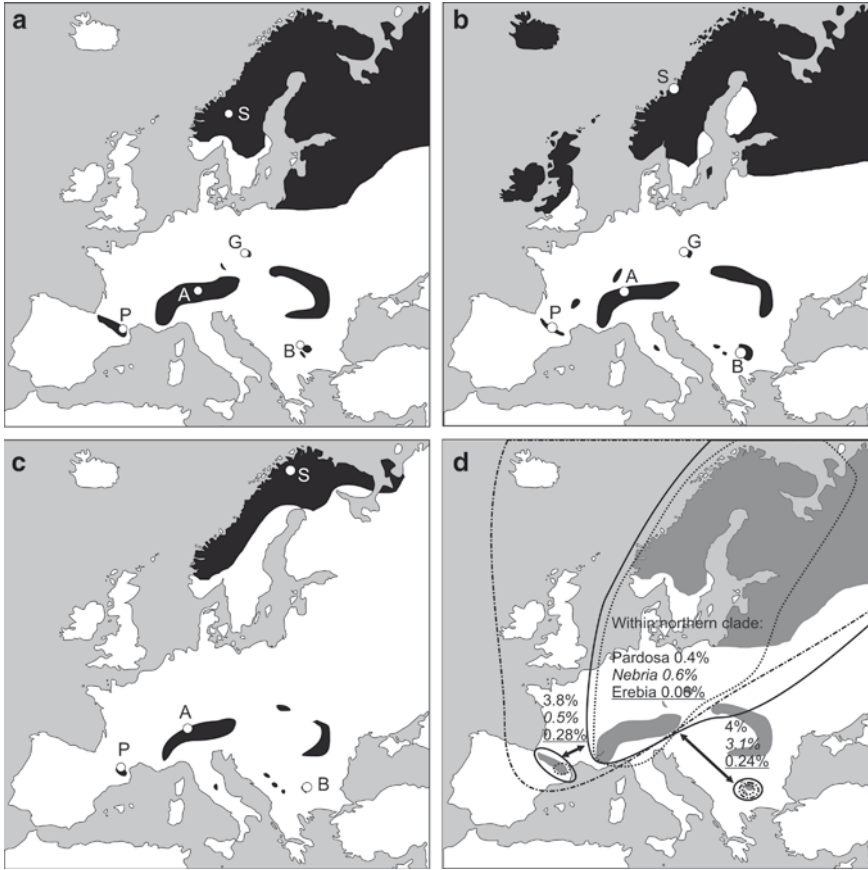 a
S
G
A
P
B
b
S
G
A
P
B
c
S
A
P
B
d
Within northern clade:
Pardosa 0.4%
Nebria 0.6%
Erebia 0.06%
3.8%
0.5%
0.28%
4%
3.1%
0.24%